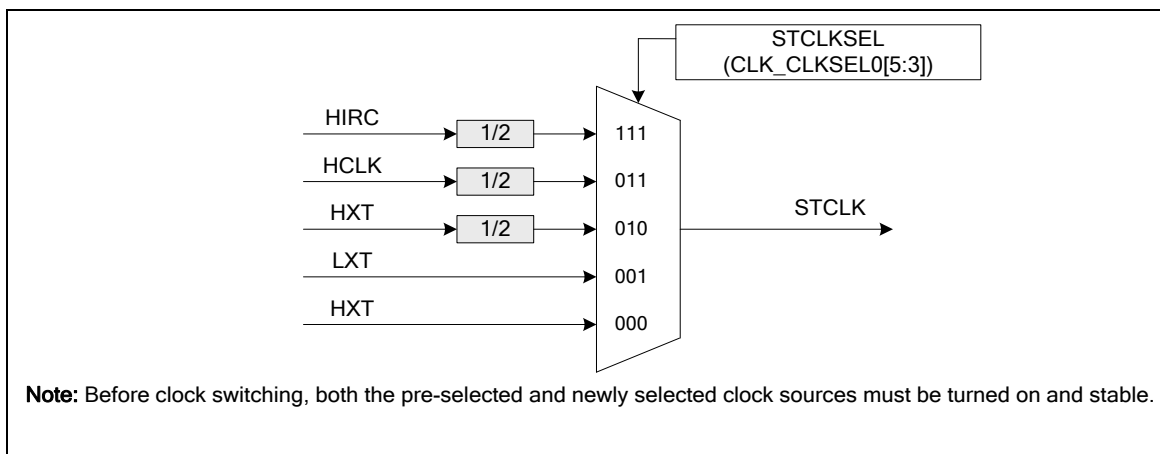 STCLKSEL
(CLK_CLKSEL0[5:3])
HIRC
1/2
111
HCLK
1/2
011
HXT
1/2
010
STCLK
LXT
001
HXT
000
Note: Before clock switching, both the pre-selected and newly selected clock sources must be turned on and stable.